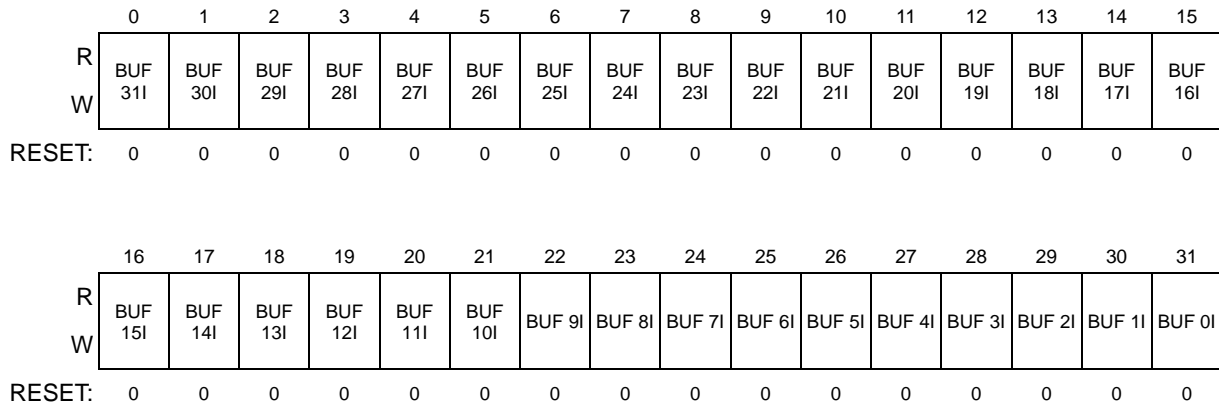 0 1 2 3 4 5 6 7 8 9 10 11 12 13 14 15
R
BUF BUF BUF BUF BUF BUF BUF BUF BUF BUF BUF BUF BUF BUF BUF BUF
31I 30I 29I 28I 27I 26I 25I 24I 23I 22I 21I 20I 19I 18I 17I 16I
W
RESET: 0 0 0 0 0 0 0 0 0 0 0 0 0 0 0 0
16 17 18 19 20 21 22 23 24 25 26 27 28 29 30 31
R
BUF BUF BUF BUF BUF BUF BUF 9I BUF 8I BUF 7I BUF 6I BUF 5I BUF 4I BUF 3I BUF 2I BUF 1I BUF 0I
15I 14I 13I 12I 11I 10I
W
RESET: 0 0 0 0 0 0 0 0 0 0 0 0 0 0 0 0